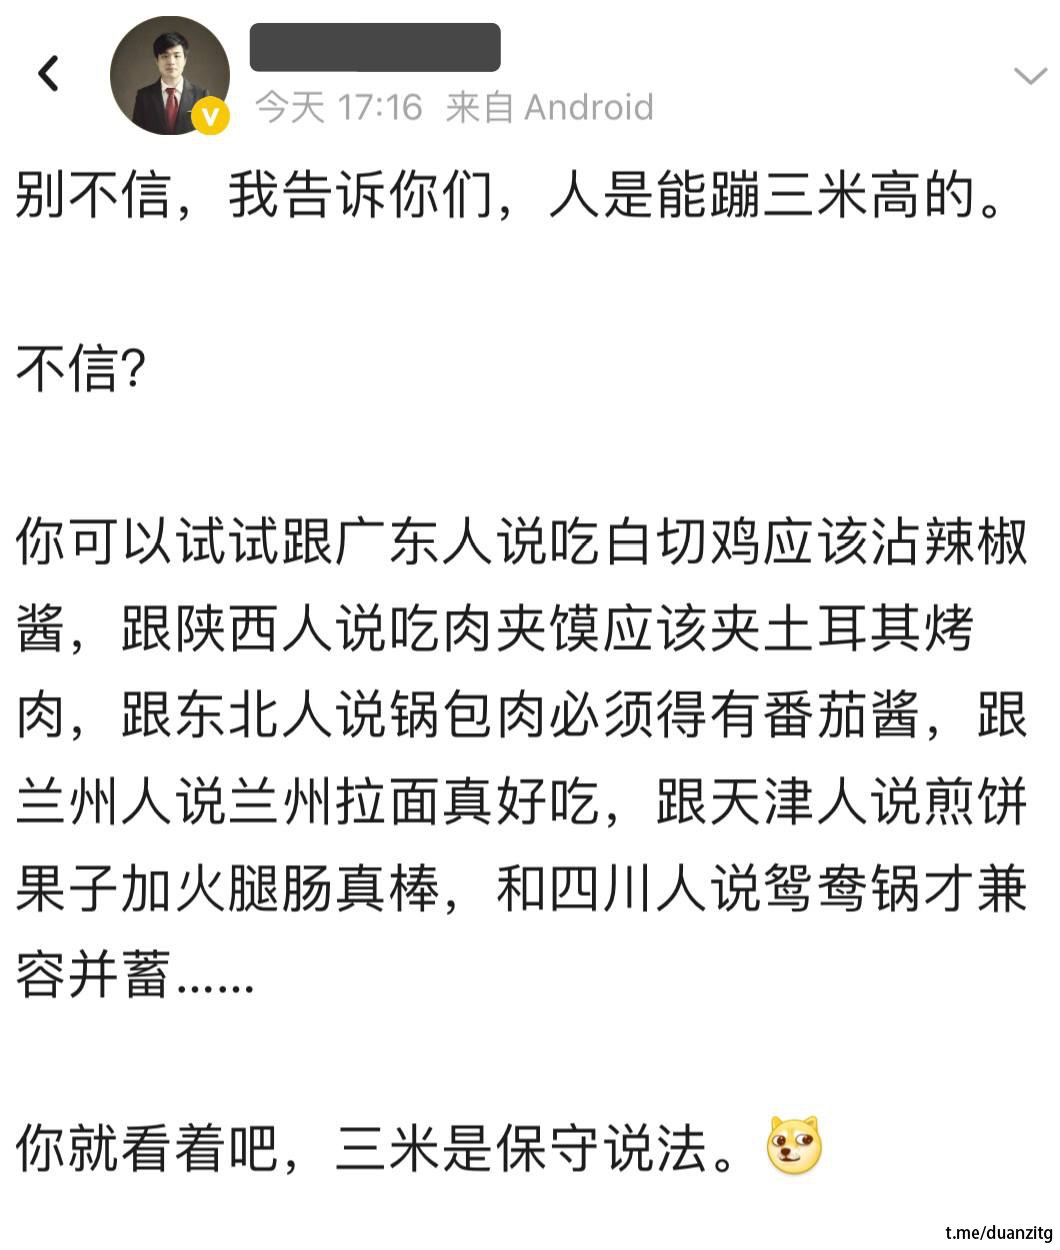 今天 17:16 来自 Android
别不信，我告诉你们，人是能蹦三米高的。
不信？
你可以试试跟广东人说吃白切鸡应该沾辣椒
酱，跟陕西人说吃肉夹馍应该夹土耳其烤
肉，跟东北人说锅包肉必须得有番茄酱，跟
兰州人说兰州拉面真好吃，跟天津人说煎饼
果子加火腿肠真棒，和四川人说鸳鸯锅才兼
容并蓄……
你就看着吧，三米是保守说法。
t.me/duanzitg